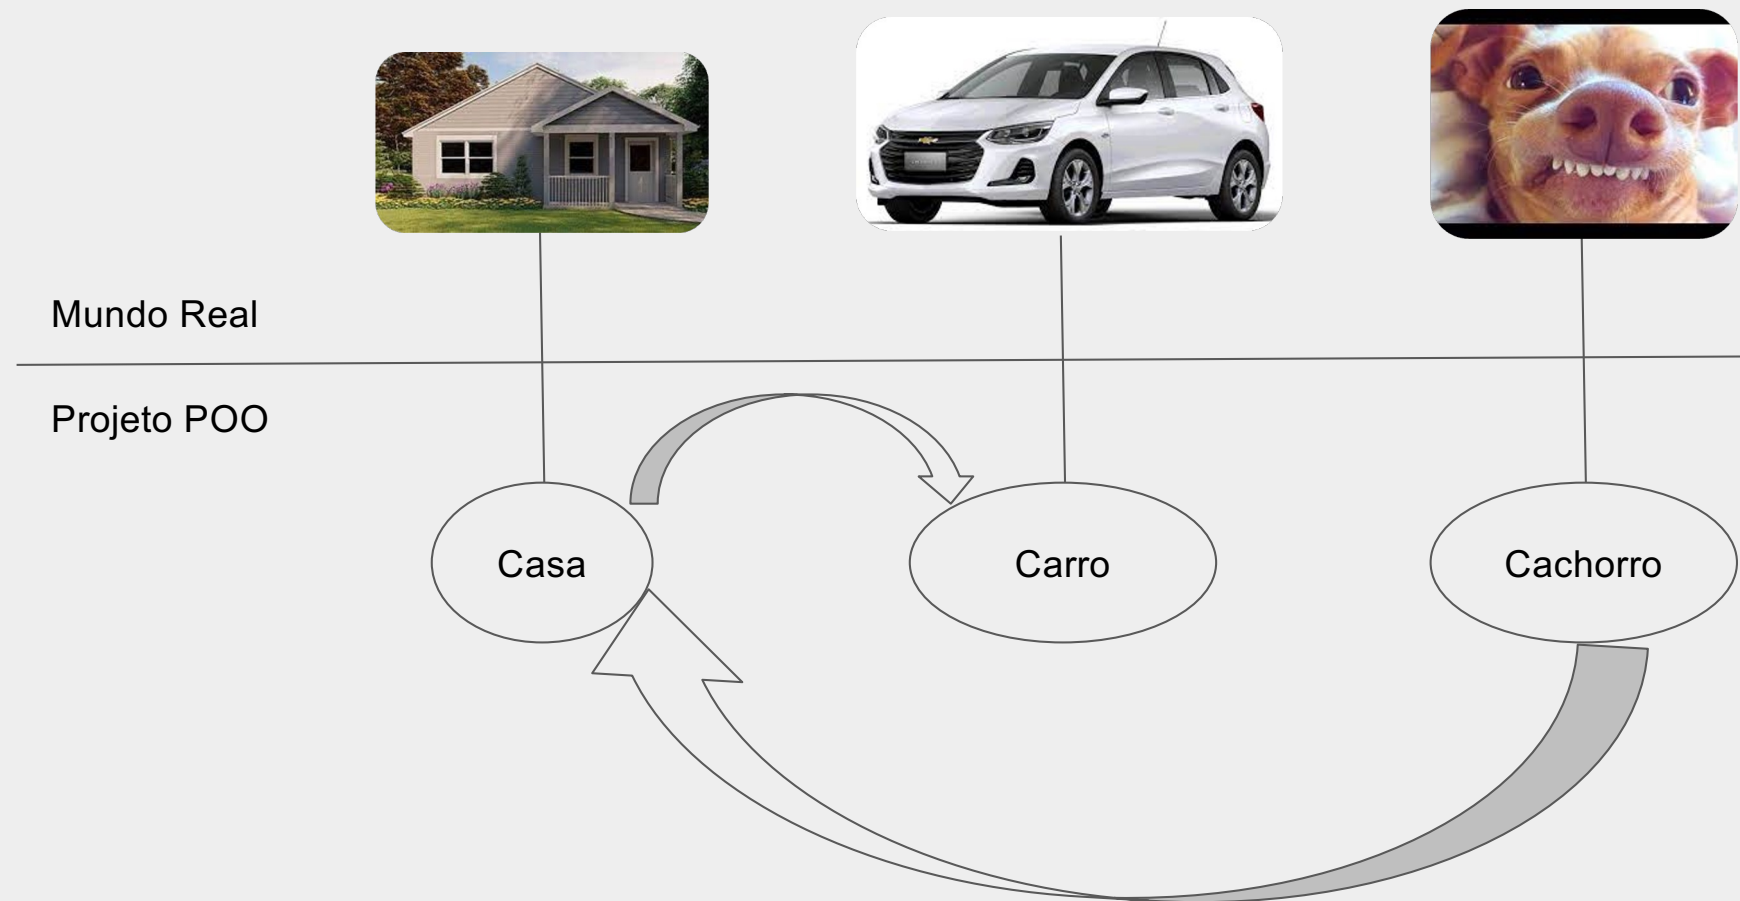 Mundo Real
Projeto POO
Casa
Carro
Cachorro